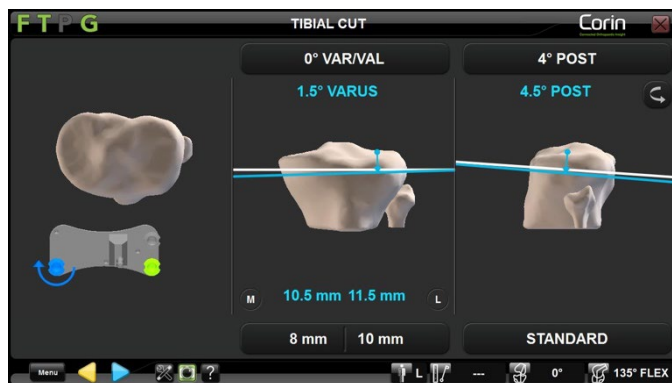 F T P G
TIBIAL CUT
Corin
0° VAR/VAL
4° POST
1.5° VARUS
4.5° POST
M
10.5 mm 11.5 mm
L
8 mm 10 mm
STANDARD
Menu
?
L
---
0°
135° FLEX